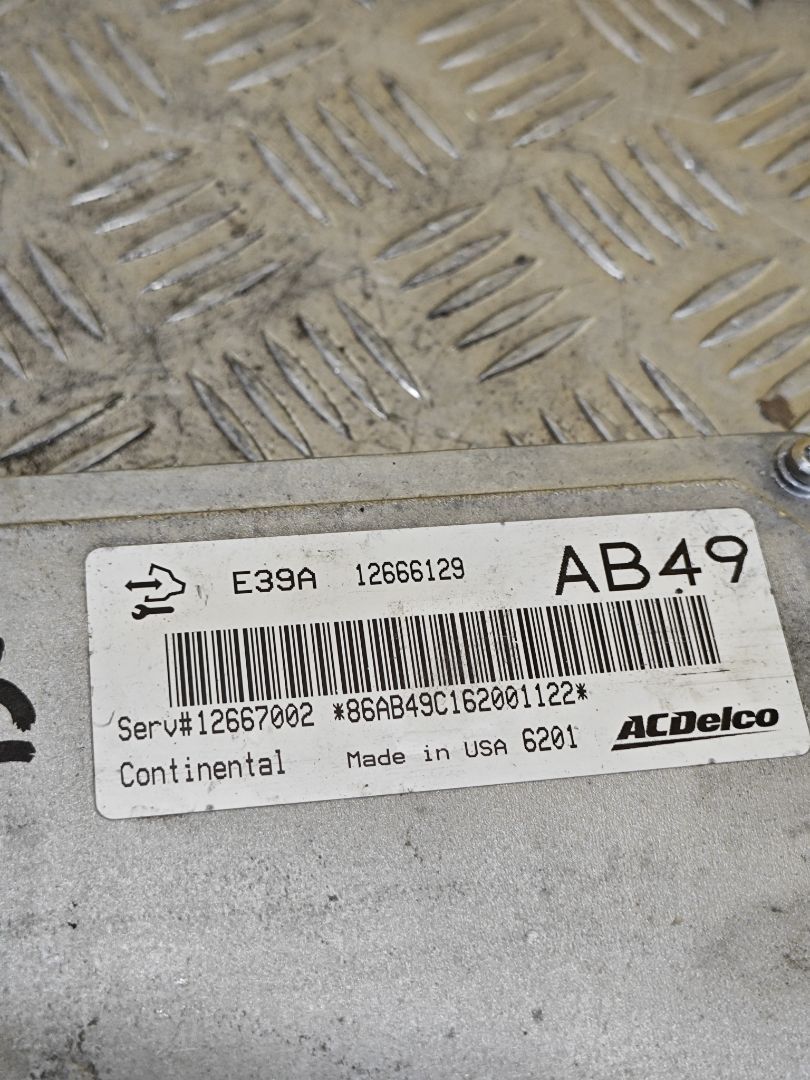 E39A 12666129 AB49
Serv#12667002 *86AB49C162001122*
Continental Made in USA 6201 ACDelco